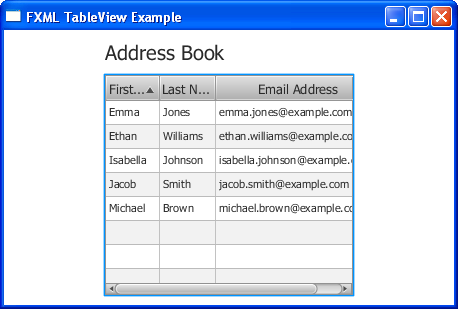 FXML TableView Example
Address Book
First... Last N... Email Address
Emma Jones emma.jones@example.com
Ethan Williams ethan.williams@example.co
Isabella Johnson isabella.johnson@example.c
Jacob Smith jacob.smith@example.com
Michael Brown michael.brown@example.co